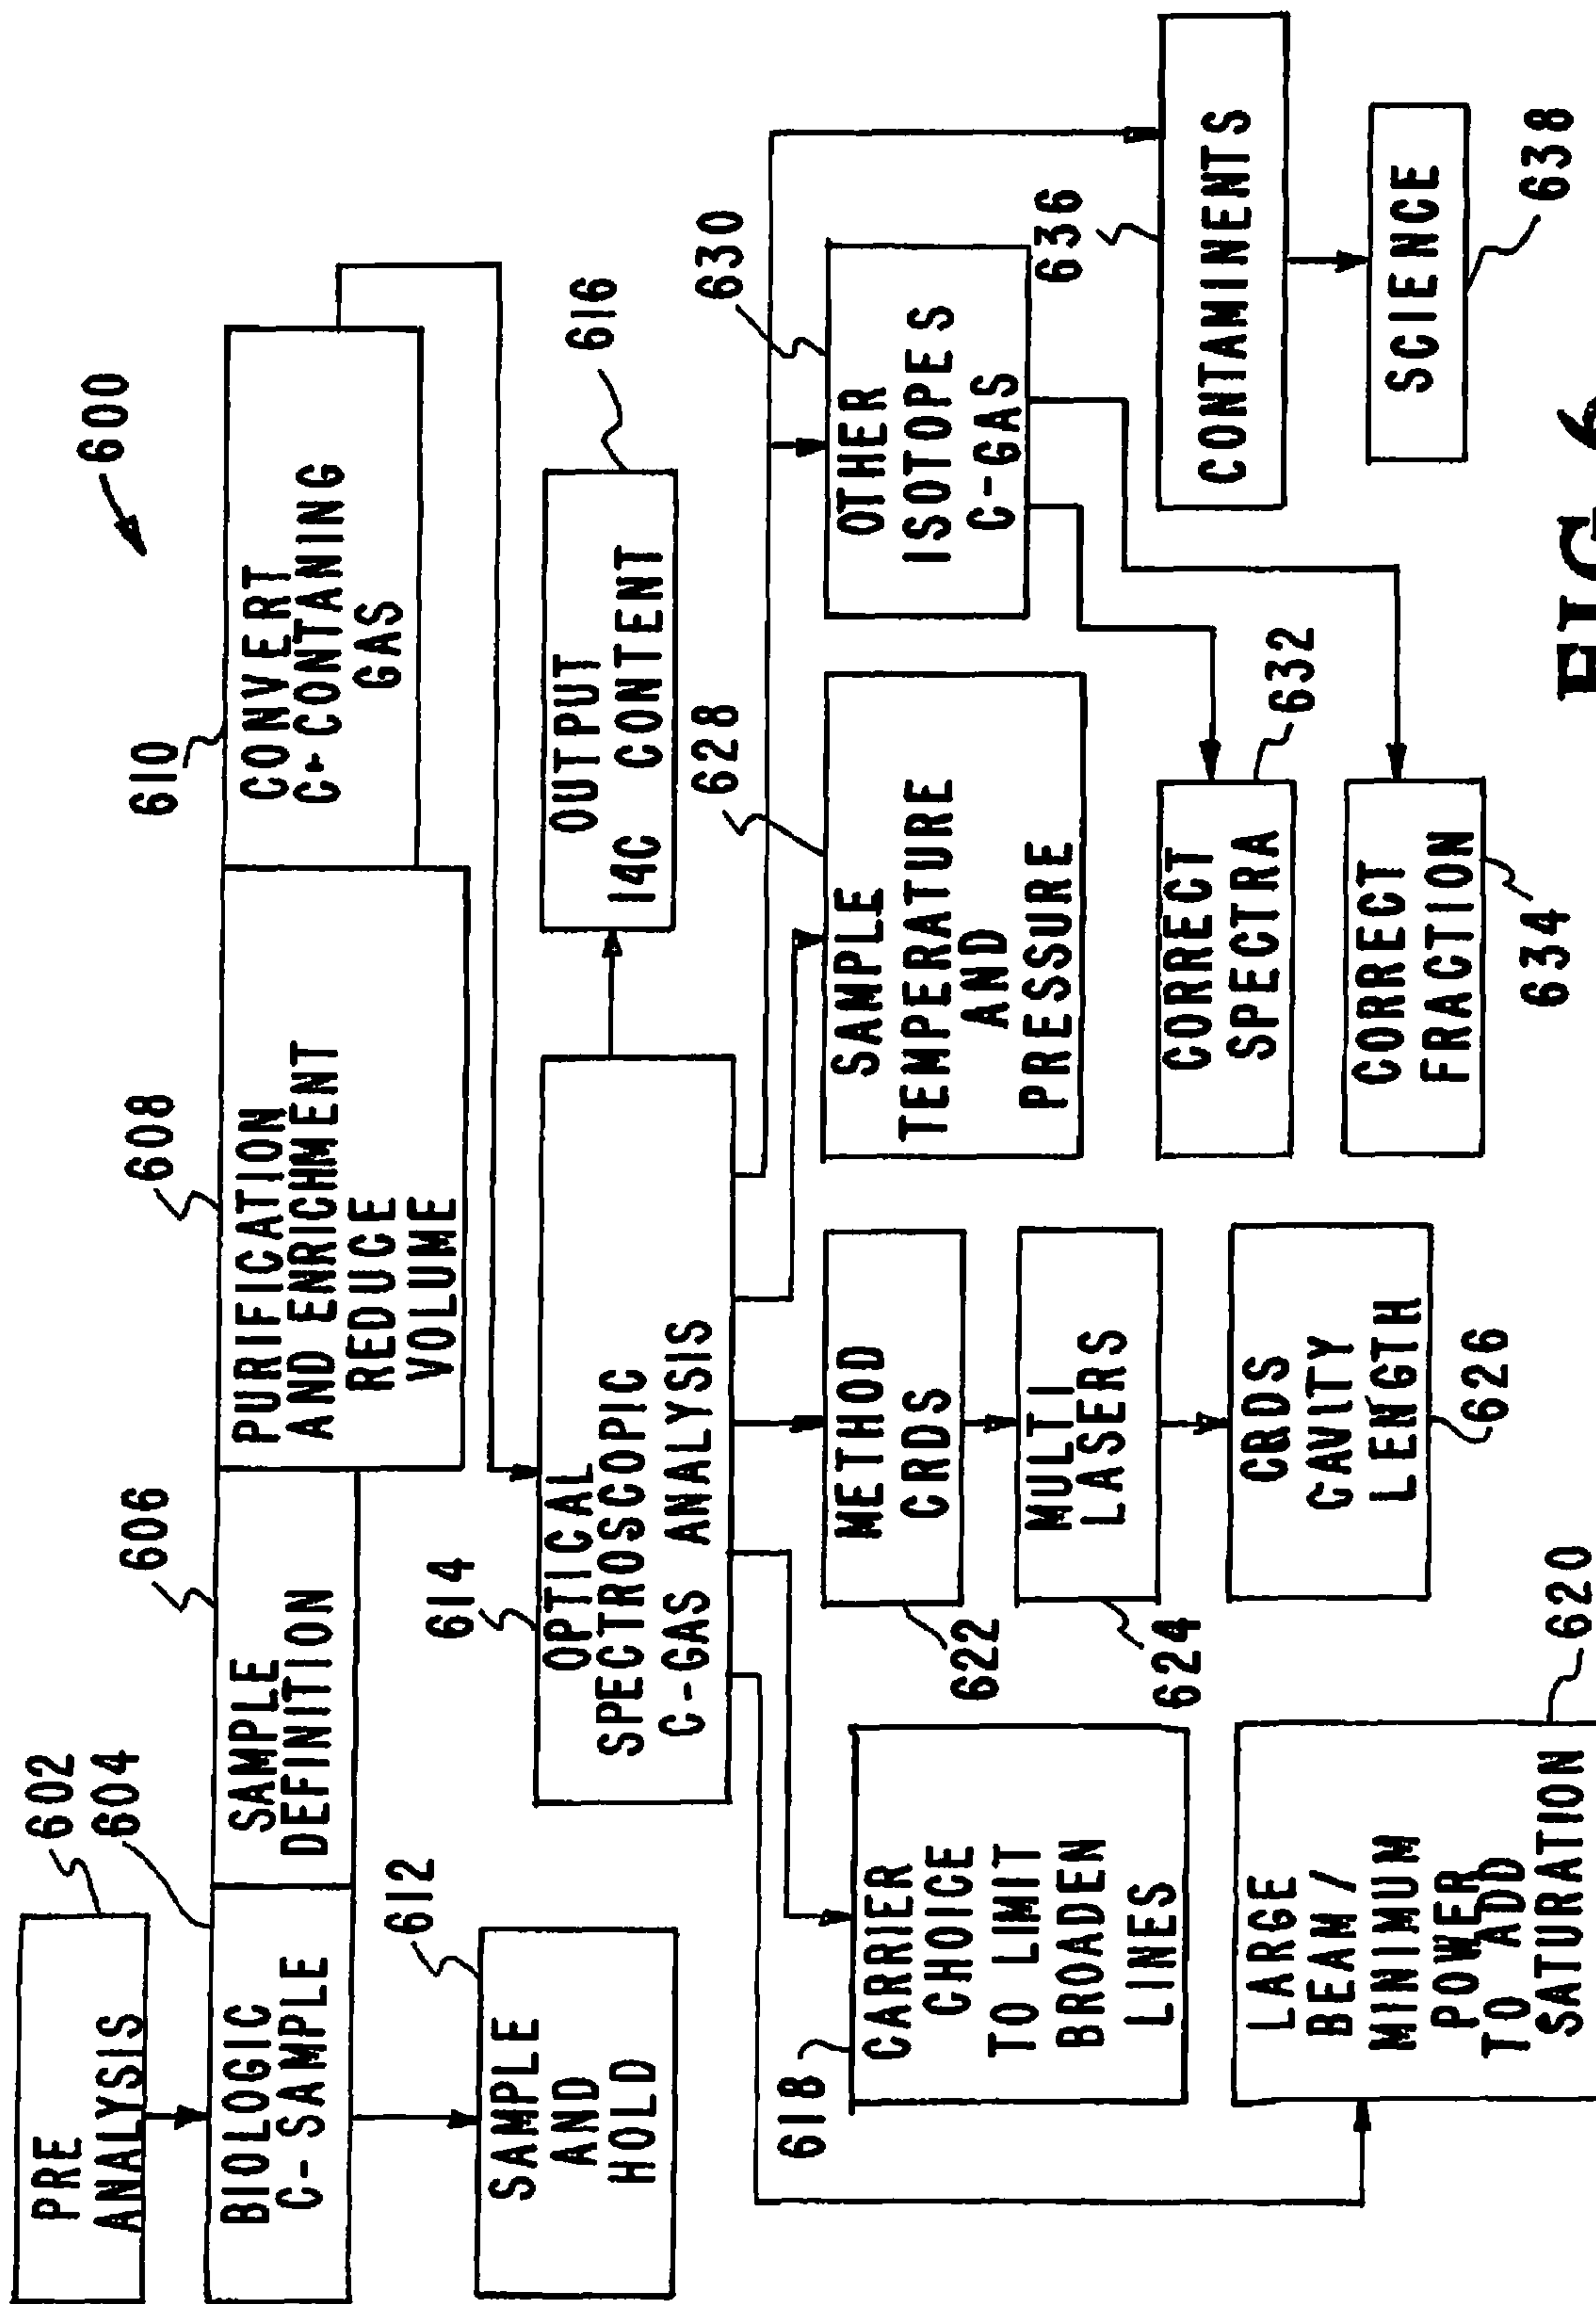 600
602
PRE
ANALYSIS
604
BIOLOGIC
C-SAMPLE
606
SAMPLE
DEFINITION
608
PURIFICATION
AND ENRICHMENT
REDUCE
VOLUME
610
CONVERT
C-CONTANING
GAS
612
SAMPLE
AND
HOLD
614
OPTICAL
SPECTROSCOPIC
C-GAS ANALYSIS
616
OUTPUT
14C CONTENT
618
CARRIER
CHOICE
TO LIMIT
BROADEN
LINES
620
LARGE
BEAM/
MINIMUM
POWER
TO ADD
SATURATION
622
METHOD
CRDS
624
MULTI
LASERS
626
CRDS
CAVITY
LENGTH
628
SAMPLE
TEMPERATURE
AND
PRESSURE
630
OTHER
ISOTOPES
C-GAS
632
CORRECT
SPECTRA
634
CORRECT
FRACTION
636
CONTAMINENTS
638
SCIENCE
FIG. 6